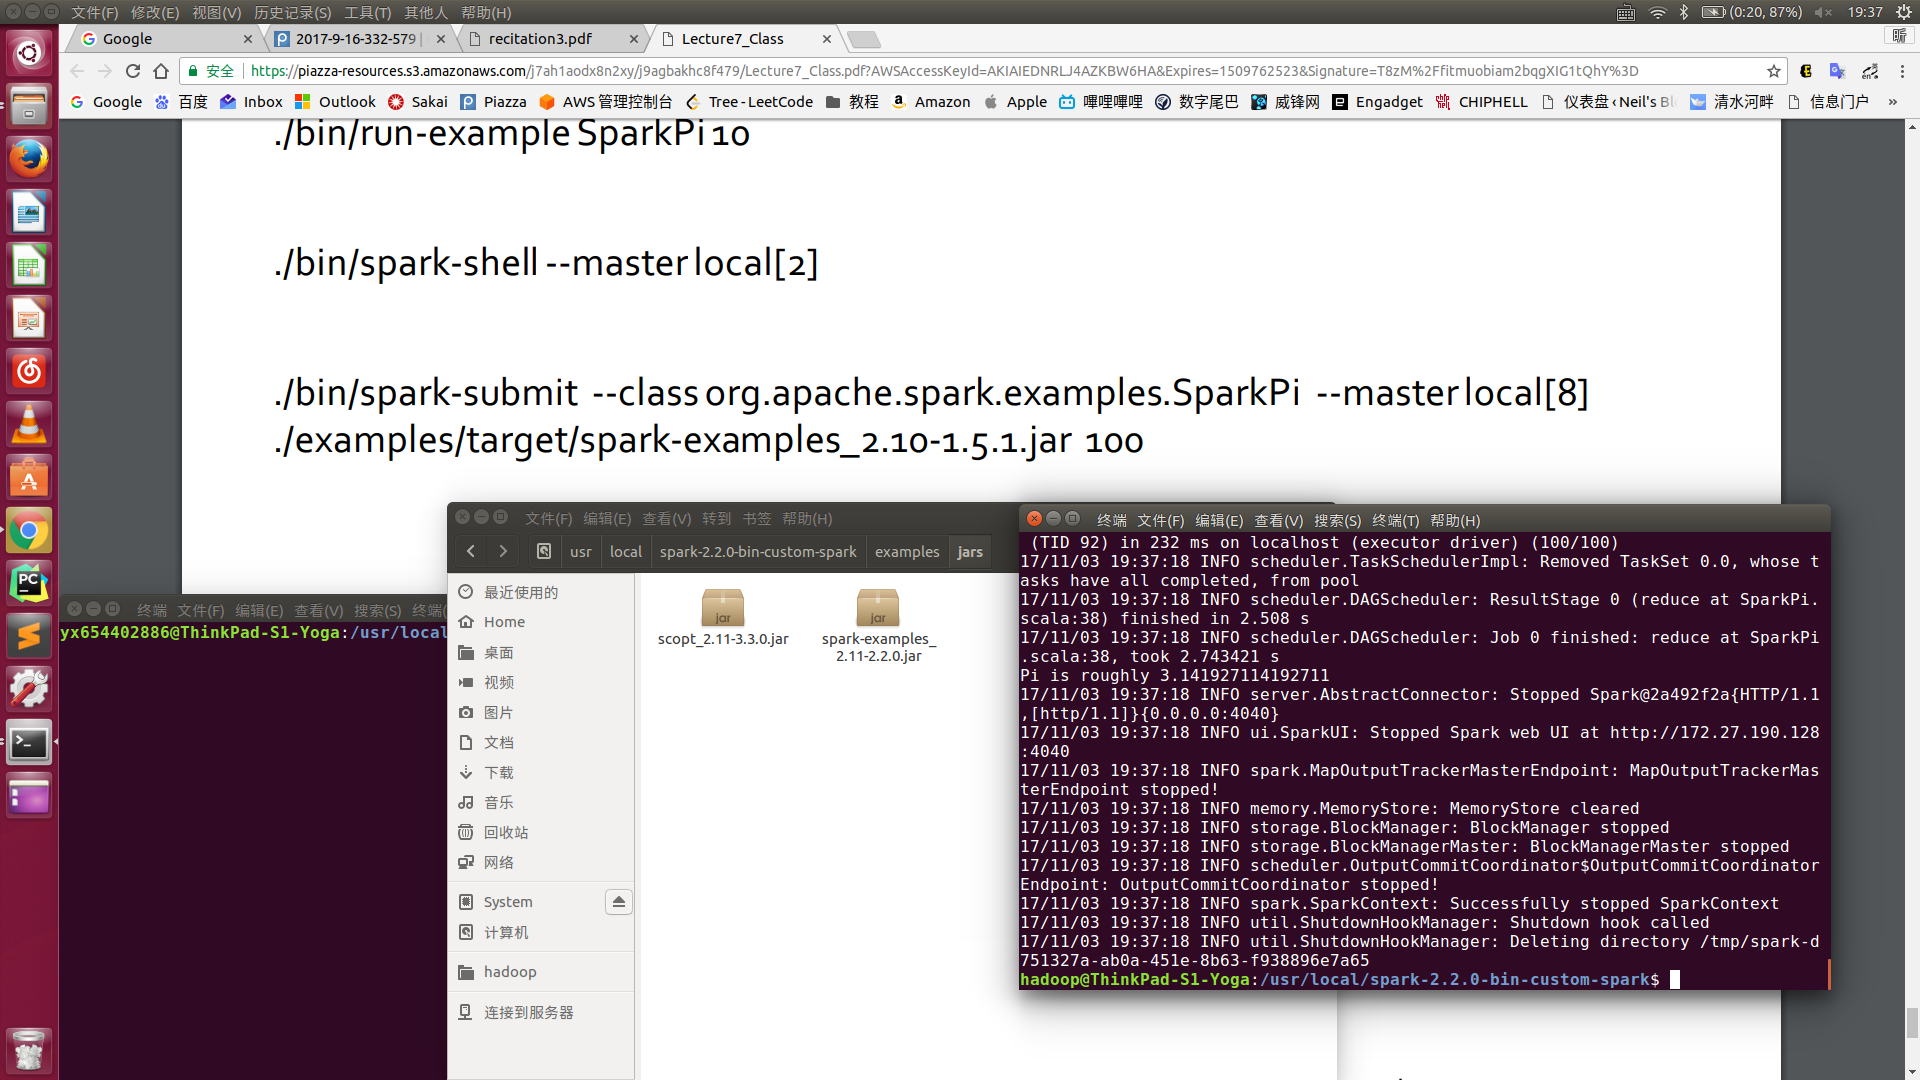 文件(F) 修改(E) 视图(V) 历史记录(S) 工具(T) 其他人 帮助(H)
(0:20, 87%) 19:37
Google
2017-9-16-332-579 |
recitation3.pdf
Lecture7_Class
昕
安全 https://piazza-resources.s3.amazonaws.com/j7ah1aodx8n2xy/j9agbakhc8f479/Lecture7_Class.pdf?AWSAccessKeyId=AKIAIEDNRLJ4AZKBW6HA&Expires=1509762523&Signature=T8zM%2Ffitmuobiam2bqgXIG1tQhY%3D
Google 百度 Inbox Outlook Sakai Piazza AWS 管理控制台 Tree - LeetCode 教程 Amazon Apple 嗶哩嗶哩 数字尾巴 威锋网 Engadget CHIPHELL 仪表盘 ‹ Neil's Bl 清水河畔 信息门户 »
./bin/run-example SparkPi 10
./bin/spark-shell --master local[2]
./bin/spark-submit --class org.apache.spark.examples.SparkPi --master local[8]
./examples/target/spark-examples_2.10-1.5.1.jar 100
终端 文件(F) 编辑(E) 查看(V) 搜索(S) 终端(
yx654402886@ThinkPad-S1-Yoga:/usr/local
文件(F) 编辑(E) 查看(V) 转到 书签 帮助(H)
usr local spark-2.2.0-bin-custom-spark examples jars
最近使用的
Home
桌面
视频
图片
文档
下载
音乐
回收站
网络
System
计算机
hadoop
连接到服务器
jar
scopt_2.11-3.3.0.jar
jar
spark-examples_
2.11-2.2.0.jar
终端 文件(F) 编辑(E) 查看(V) 搜索(S) 终端(T) 帮助(H)
(TID 92) in 232 ms on localhost (executor driver) (100/100)
17/11/03 19:37:18 INFO scheduler.TaskSchedulerImpl: Removed TaskSet 0.0, whose t
asks have all completed, from pool
17/11/03 19:37:18 INFO scheduler.DAGScheduler: ResultStage 0 (reduce at SparkPi.
scala:38) finished in 2.508 s
17/11/03 19:37:18 INFO scheduler.DAGScheduler: Job 0 finished: reduce at SparkPi
.scala:38, took 2.743421 s
Pi is roughly 3.141927114192711
17/11/03 19:37:18 INFO server.AbstractConnector: Stopped Spark@2a492f2a{HTTP/1.1
,[http/1.1]}{0.0.0.0:4040}
17/11/03 19:37:18 INFO ui.SparkUI: Stopped Spark web UI at http://172.27.190.128
:4040
17/11/03 19:37:18 INFO spark.MapOutputTrackerMasterEndpoint: MapOutputTrackerMas
terEndpoint stopped!
17/11/03 19:37:18 INFO memory.MemoryStore: MemoryStore cleared
17/11/03 19:37:18 INFO storage.BlockManager: BlockManager stopped
17/11/03 19:37:18 INFO storage.BlockManagerMaster: BlockManagerMaster stopped
17/11/03 19:37:18 INFO scheduler.OutputCommitCoordinator$OutputCommitCoordinator
Endpoint: OutputCommitCoordinator stopped!
17/11/03 19:37:18 INFO spark.SparkContext: Successfully stopped SparkContext
17/11/03 19:37:18 INFO util.ShutdownHookManager: Shutdown hook called
17/11/03 19:37:18 INFO util.ShutdownHookManager: Deleting directory /tmp/spark-d
751327a-ab0a-451e-8b63-f938896e7a65
hadoop@ThinkPad-S1-Yoga:/usr/local/spark-2.2.0-bin-custom-spark$